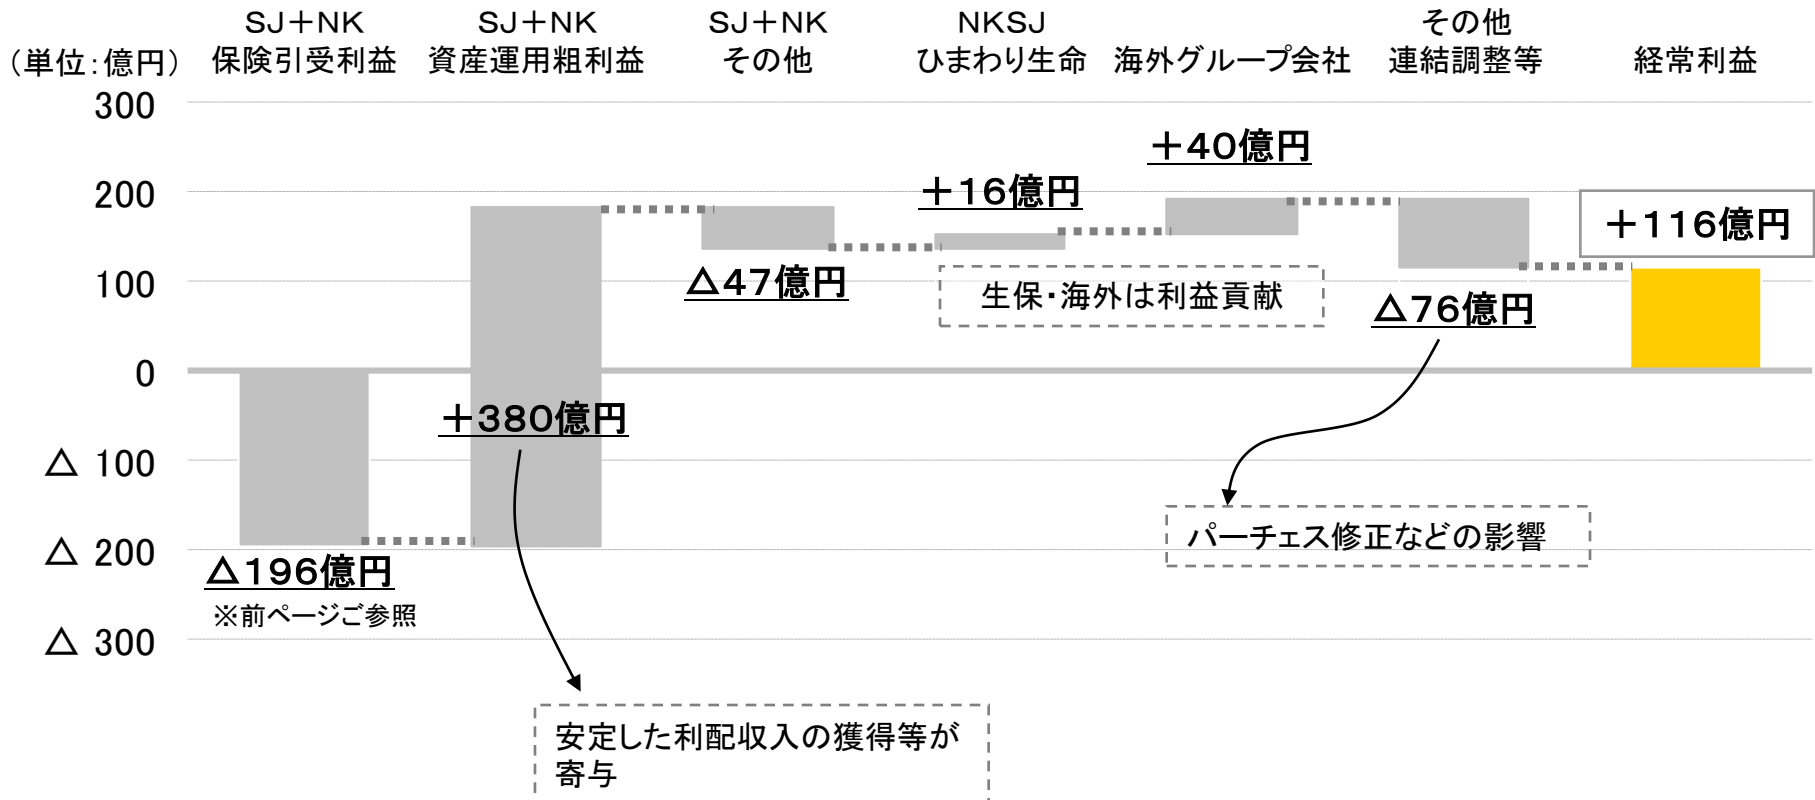 (単位:億円)
SJ+NK
保険引受利益
SJ+NK
資産運用粗利益
SJ+NK
その他
NKSJ
ひまわり生命
海外グループ会社
その他
連結調整等
経常利益
300
200
100
0
△ 100
△ 200
△ 300
△196億円
※前ページご参照
+380億円
△47億円
+16億円
+40億円
△76億円
+116億円
生保・海外は利益貢献
パーチェス修正などの影響
安定した利配収入の獲得等が
寄与